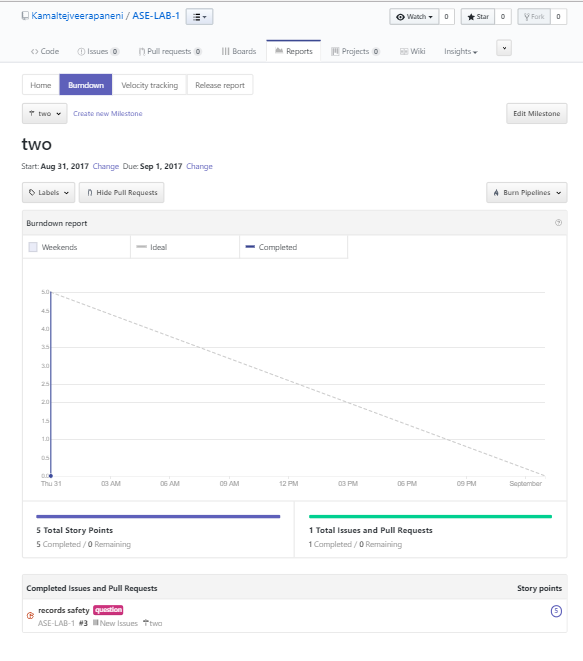 Kamaltejveerapaneni / ASE-LAB-1
Watch 0 Star 0 Fork 0
Code Issues 0 Pull requests 0 Boards Reports Projects 0 Wiki Insights
Home Burndown Velocity tracking Release report
two Create new Milestone Edit Milestone
two
Start: Aug 31, 2017 Change Due: Sep 1, 2017 Change
Labels Hide Pull Requests Burn Pipelines
Burndown report
Weekends Ideal Completed
5.0
4.5
4.0
3.5
3.0
2.5
2.0
1.5
1.0
0.5
0.0
Thu 31 03 AM 06 AM 09 AM 12 PM 03 PM 06 PM 09 PM September
5 Total Story Points
5 Completed / 0 Remaining
1 Total Issues and Pull Requests
1 Completed / 0 Remaining
Completed Issues and Pull Requests Story points
records safety question 5
ASE-LAB-1 #3 New Issues two